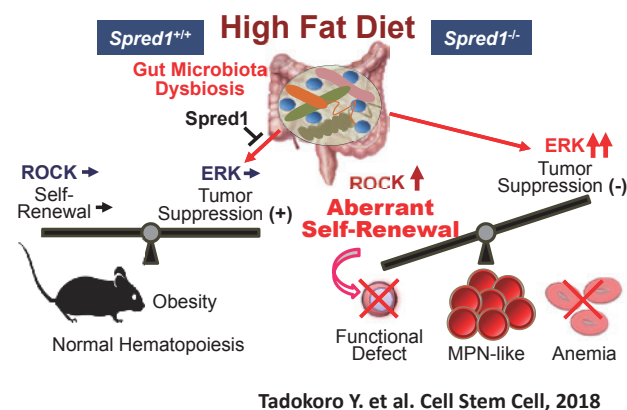 High Fat Diet
Spred1+/+
Spred1-/-
Gut Microbiota
Dysbiosis
Spred1
ROCK →
Self-
Renewal →
ERK →
Tumor
Suppression (+)
ERK ↑↑
Tumor
Suppression (-)
ROCK ↑
Aberrant
Self-Renewal
Obesity
Normal Hematopoiesis
Functional
Defect
MPN-like
Anemia
Tadokoro Y. et al. Cell Stem Cell, 2018